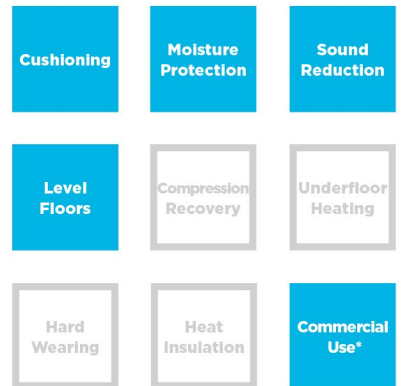 Cushioning
Moisture
Protection
Sound
Reduction
Level
Floors
Compression
Recovery
Underfloor
Heating
Hard
Wearing
Heat
Insulation
Commercial
Use*